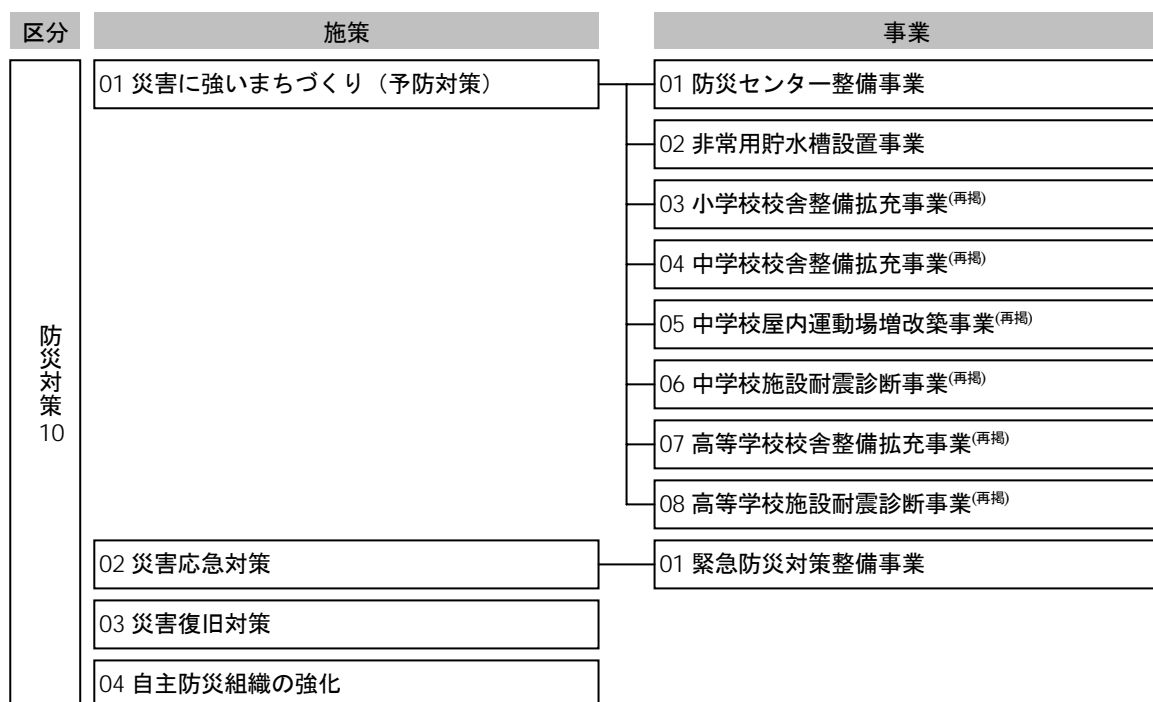 区分
施策
事業
防災対策
10
01 災害に強いまちづくり（予防対策）
01 防災センター整備事業
02 非常用貯水槽設置事業
03 小学校校舎整備拡充事業(再掲)
04 中学校校舎整備拡充事業(再掲)
05 中学校屋内運動場増改築事業(再掲)
06 中学校施設耐震診断事業(再掲)
07 高等学校校舎整備拡充事業(再掲)
08 高等学校施設耐震診断事業(再掲)
02 災害応急対策
01 緊急防災対策整備事業
03 災害復旧対策
04 自主防災組織の強化